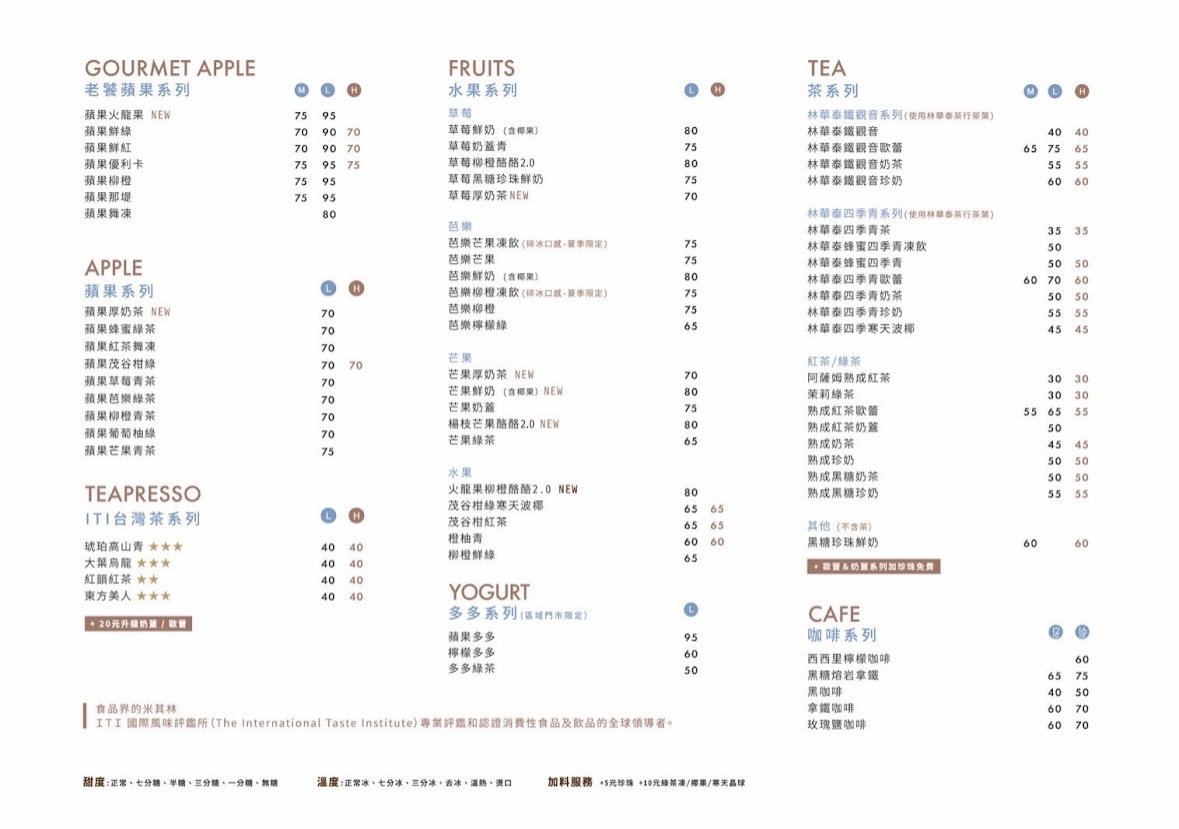 GOURMET APPLE
老饕蘋果系列 M L H
蘋果火龍果 NEW 75 95
蘋果鮮綠 70 90 70
蘋果鮮紅 70 90 70
蘋果優利卡 75 95 75
蘋果柳橙 75 95
蘋果那堤 75 95
蘋果舞凍 80
APPLE
蘋果系列 L H
蘋果厚奶茶 NEW 70
蘋果蜂蜜綠茶 70
蘋果紅茶舞凍 70
蘋果茂谷柑綠 70 70
蘋果草莓青茶 70
蘋果芭樂綠茶 70
蘋果柳橙青茶 70
蘋果葡萄柚綠 70
蘋果芒果青茶 75
TEAPRESSO
ITI台灣茶系列 L H
琥珀高山青 ★★★ 40 40
大葉烏龍 ★★★ 40 40
紅韻紅茶 ★★ 40 40
東方美人 ★★★ 40 40
+ 20元升級奶蓋 / 歐蕾
FRUITS
水果系列 L H
草莓
草莓鮮奶 (含椰果) 80
草莓奶蓋青 75
草莓柳橙酪酪2.0 80
草莓黑糖珍珠鮮奶 75
草莓厚奶茶 NEW 70
芭樂
芭樂芒果凍飲(碎冰口感-夏季限定) 75
芭樂芒果 75
芭樂鮮奶 (含椰果) 80
芭樂柳橙凍飲(碎冰口感-夏季限定) 75
芭樂柳橙 75
芭樂檸檬綠 65
芒果
芒果厚奶茶 NEW 70
芒果鮮奶 (含椰果) NEW 80
芒果奶蓋 75
楊枝芒果酪酪2.0 NEW 80
芒果綠茶 65
水果
火龍果柳橙酪酪2.0 NEW 80
茂谷柑綠寒天波椰 65 65
茂谷柑紅茶 65 65
橙柚青 60 60
柳橙鮮綠 65
YOGURT
多多系列(區域門市限定) L
蘋果多多 95
檸檬多多 60
多多綠茶 50
TEA
茶系列 M L H
林華泰鐵觀音系列(使用林華泰茶行茶葉)
林華泰鐵觀音 40 40
林華泰鐵觀音歐蕾 65 75 65
林華泰鐵觀音奶茶 55 55
林華泰鐵觀音珍奶 60 60
林華泰四季青系列(使用林華泰茶行茶葉)
林華泰四季青茶 35 35
林華泰蜂蜜四季青凍飲 50
林華泰蜂蜜四季青 50 50
林華泰四季青歐蕾 60 70 60
林華泰四季青奶茶 50 50
林華泰四季青珍奶 55 55
林華泰四季寒天波椰 45 45
紅茶/綠茶
阿薩姆熟成紅茶 30 30
茉莉綠茶 30 30
熟成紅茶歐蕾 55 65 55
熟成紅茶奶蓋 50
熟成奶茶 45 45
熟成珍奶 50 50
熟成黑糖奶茶 50 50
熟成黑糖珍奶 55 55
其他 (不含茶)
黑糖珍珠鮮奶 60 60
+ 歐蕾&奶蓋系列加珍珠免費
CAFE
咖啡系列 12 16
西西里檸檬咖啡 60
黑糖熔岩拿鐵 65 75
黑咖啡 40 50
拿鐵咖啡 60 70
玫瑰鹽咖啡 60 70
食品界的米其林
ITI 國際風味評鑑所(The International Taste Institute)專業評鑑和認證消費性食品及飲品的全球領導者。
甜度:正常、七分糖、半糖、三分糖、一分糖、無糖 溫度:正常冰、七分冰、三分冰、去冰、溫熱、燙口 加料服務 +5元珍珠 +10元綠茶凍/椰果/寒天晶球